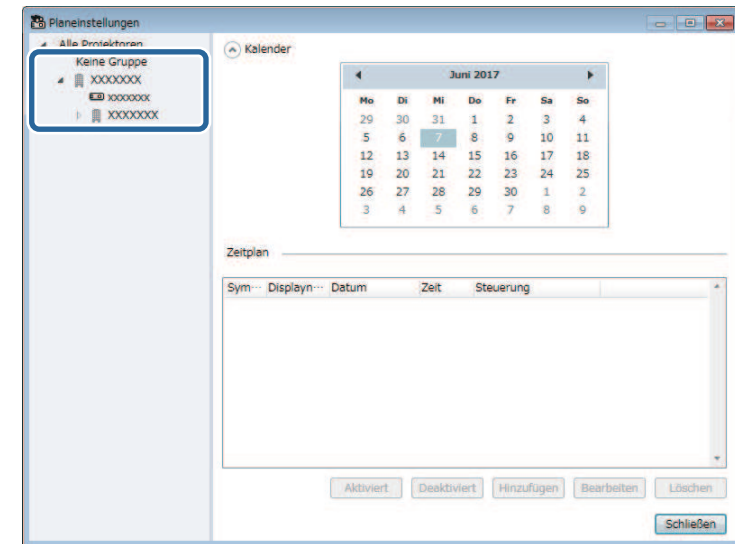 Planeinstellungen
Alle Projektoren
Keine Gruppe
XXXXXXX
XXXXXXX
XXXXXXX
Kalender
Juni 2017
Mo Di Mi Do Fr Sa So
29 30 31 1 2 3 4
5 6 7 8 9 10 11
12 13 14 15 16 17 18
19 20 21 22 23 24 25
26 27 28 29 30 1 2
3 4 5 6 7 8 9
Zeitplan
Sym··· Displayn··· Datum Zeit Steuerung
Aktiviert Deaktiviert Hinzufügen Bearbeiten Löschen
Schließen